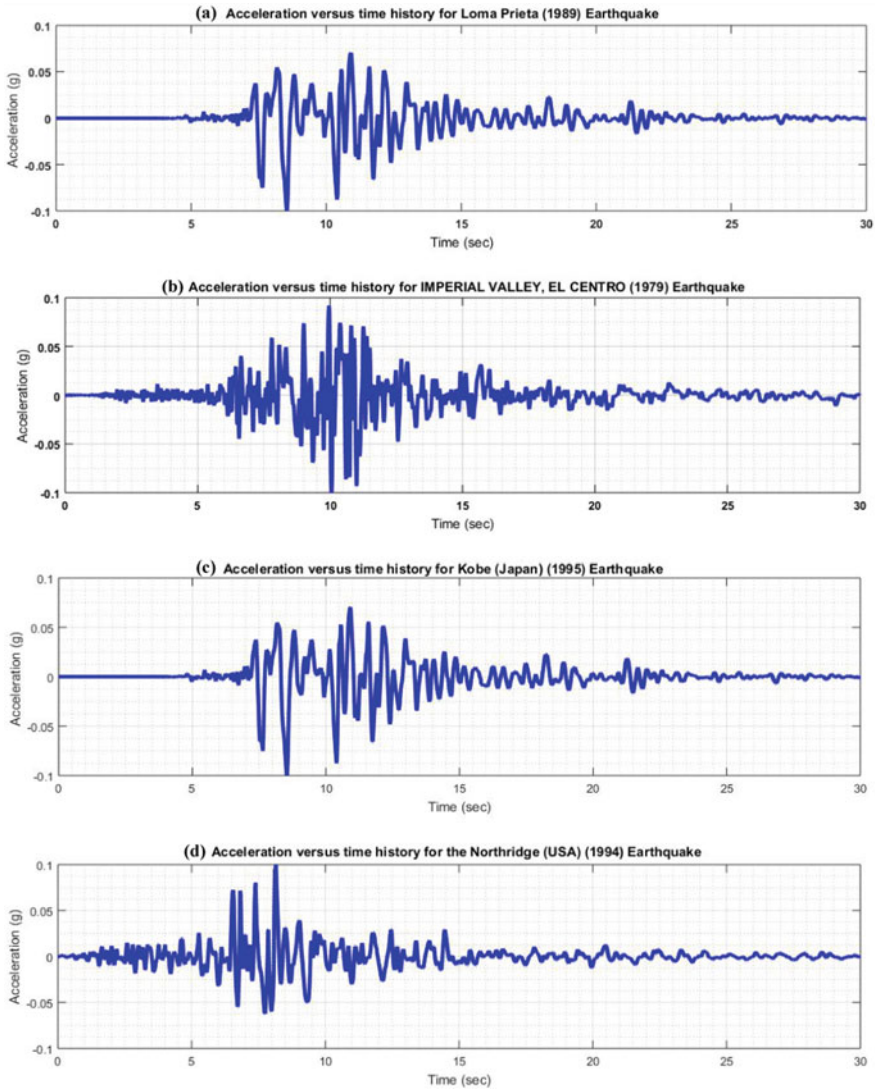 (a) Acceleration versus time history for Loma Prieta (1989) Earthquake
0.1
0.05
0
-0.05
-0.1
Acceleration (g)
0 5 10 15 20 25 30
Time (sec)
(b) Acceleration versus time history for IMPERIAL VALLEY, EL CENTRO (1979) Earthquake
0.1
0.05
0
-0.05
-0.1
Acceleration (g)
0 5 10 15 20 25 30
Time (sec)
(c) Acceleration versus time history for Kobe (Japan) (1995) Earthquake
0.1
0.05
0
-0.05
-0.1
Acceleration (g)
0 5 10 15 20 25 30
Time (sec)
(d) Acceleration versus time history for the Northridge (USA) (1994) Earthquake
0.1
0.05
0
-0.05
-0.1
Acceleration (g)
0 5 10 15 20 25 30
Time (sec)